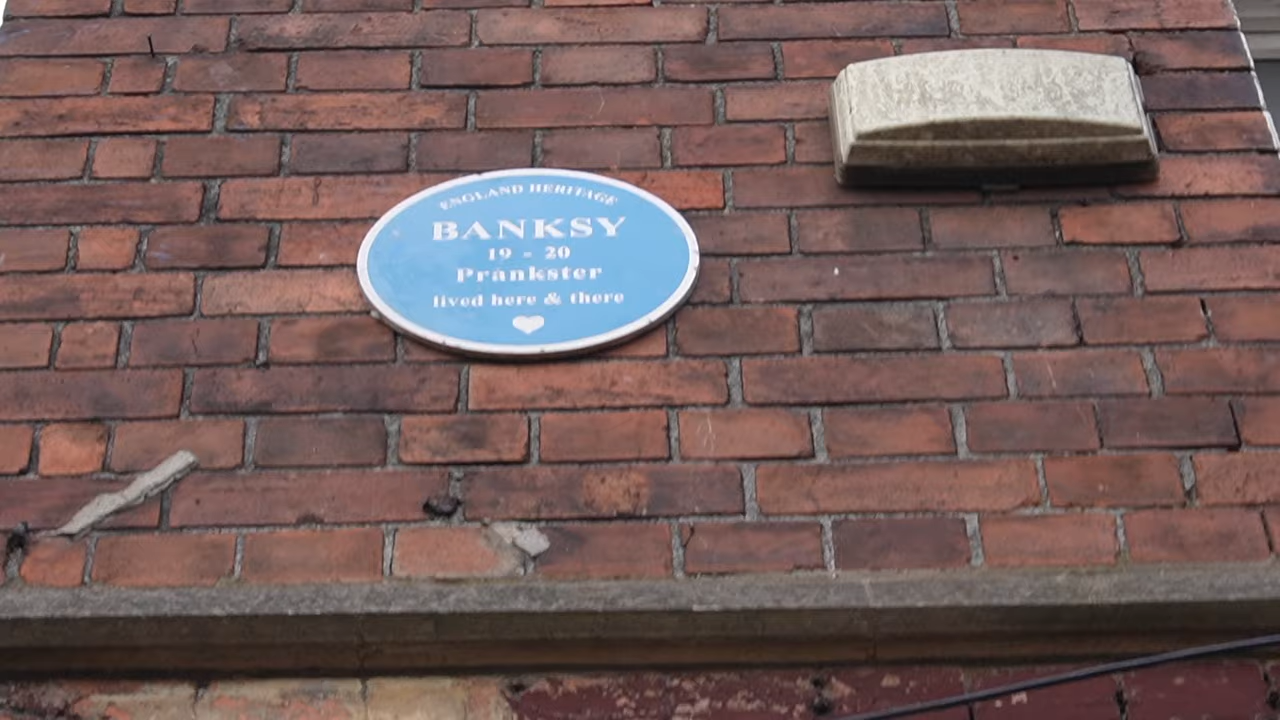 ENGLAND HERITAGE
BANKSY
19 - 20
Prankster
lived here & there